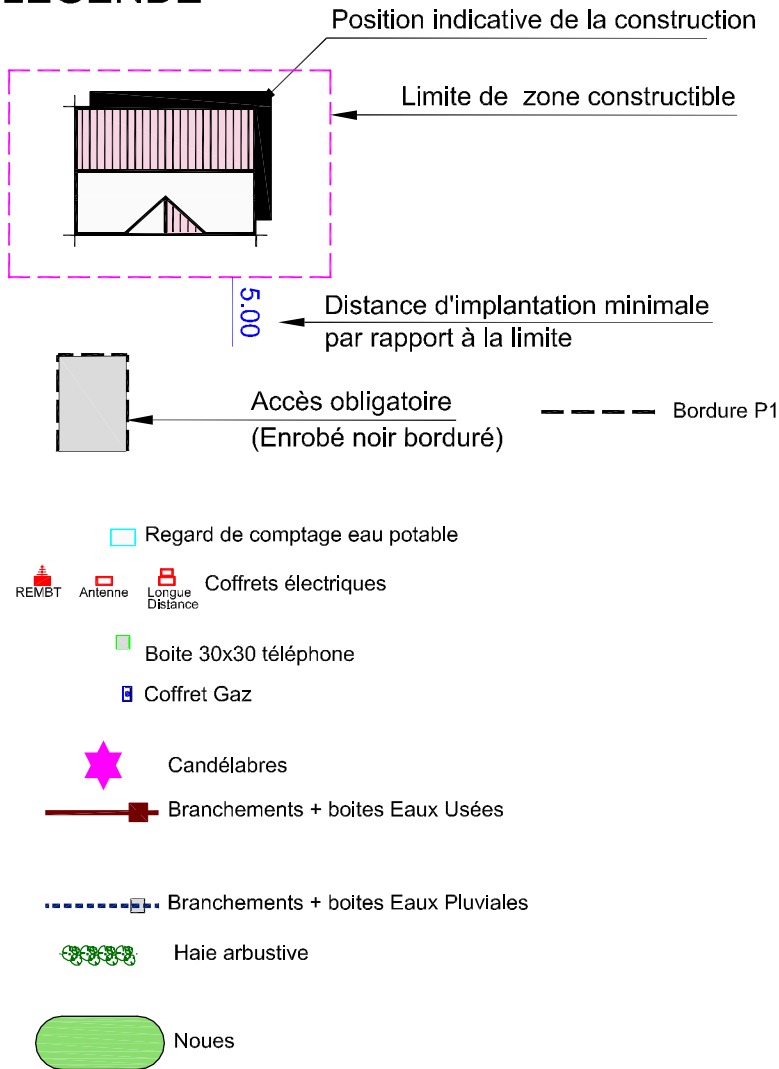 LEGENDE
Position indicative de la construction
Limite de zone constructible
5.00
Distance d'implantation minimale
par rapport à la limite
Accès obligatoire
(Enrobé noir borduré)
Bordure P1
Regard de comptage eau potable
REMBT
Antenne
Longue
Distance
Coffrets électriques
Boite 30x30 téléphone
Coffret Gaz
Candélabres
Branchements + boites Eaux Usées
Branchements + boites Eaux Pluviales
Haie arbustive
Noues